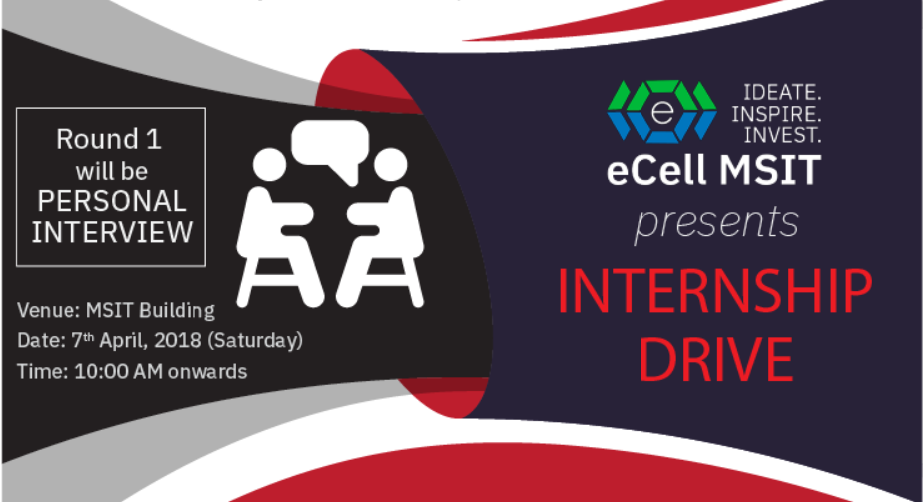 Round 1
will be
PERSONAL
INTERVIEW
Venue: MSIT Building
Date: 7th April, 2018 (Saturday)
Time: 10:00 AM onwards
e
IDEATE.
INSPIRE.
INVEST.
eCell MSIT
presents
INTERNSHIP
DRIVE